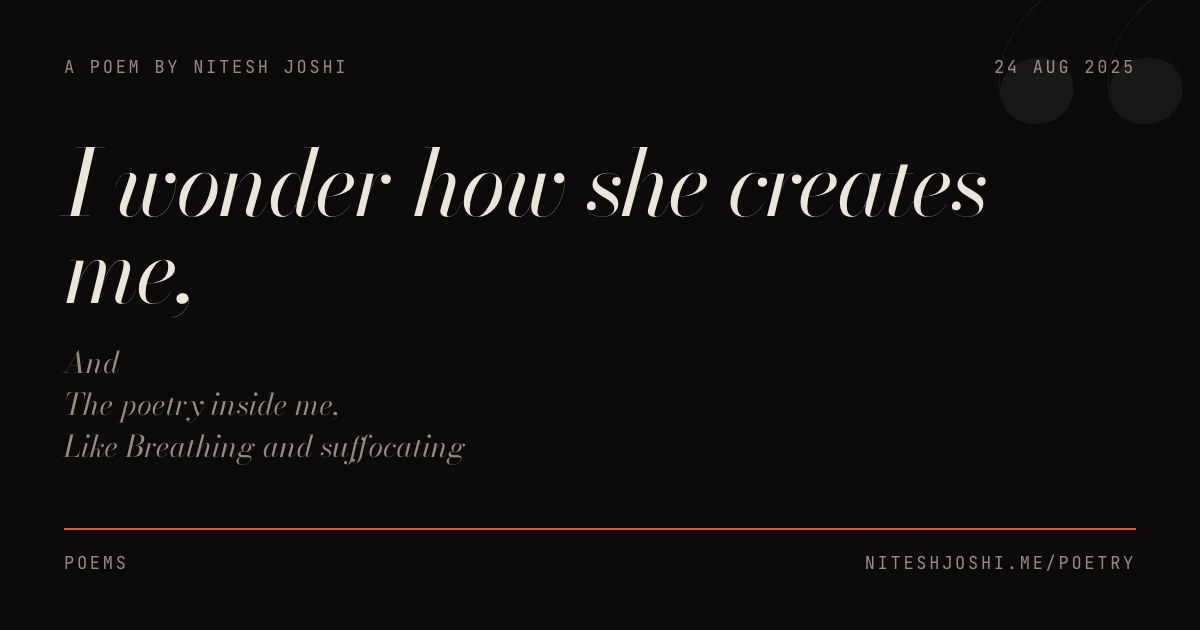 A POEM BY NITESH JOSHI
24 AUG 2025
I wonder how she creates
me,
And
The poetry inside me,
Like Breathing and suffocating
POEMS
NITESHJOSHI.ME/POETRY